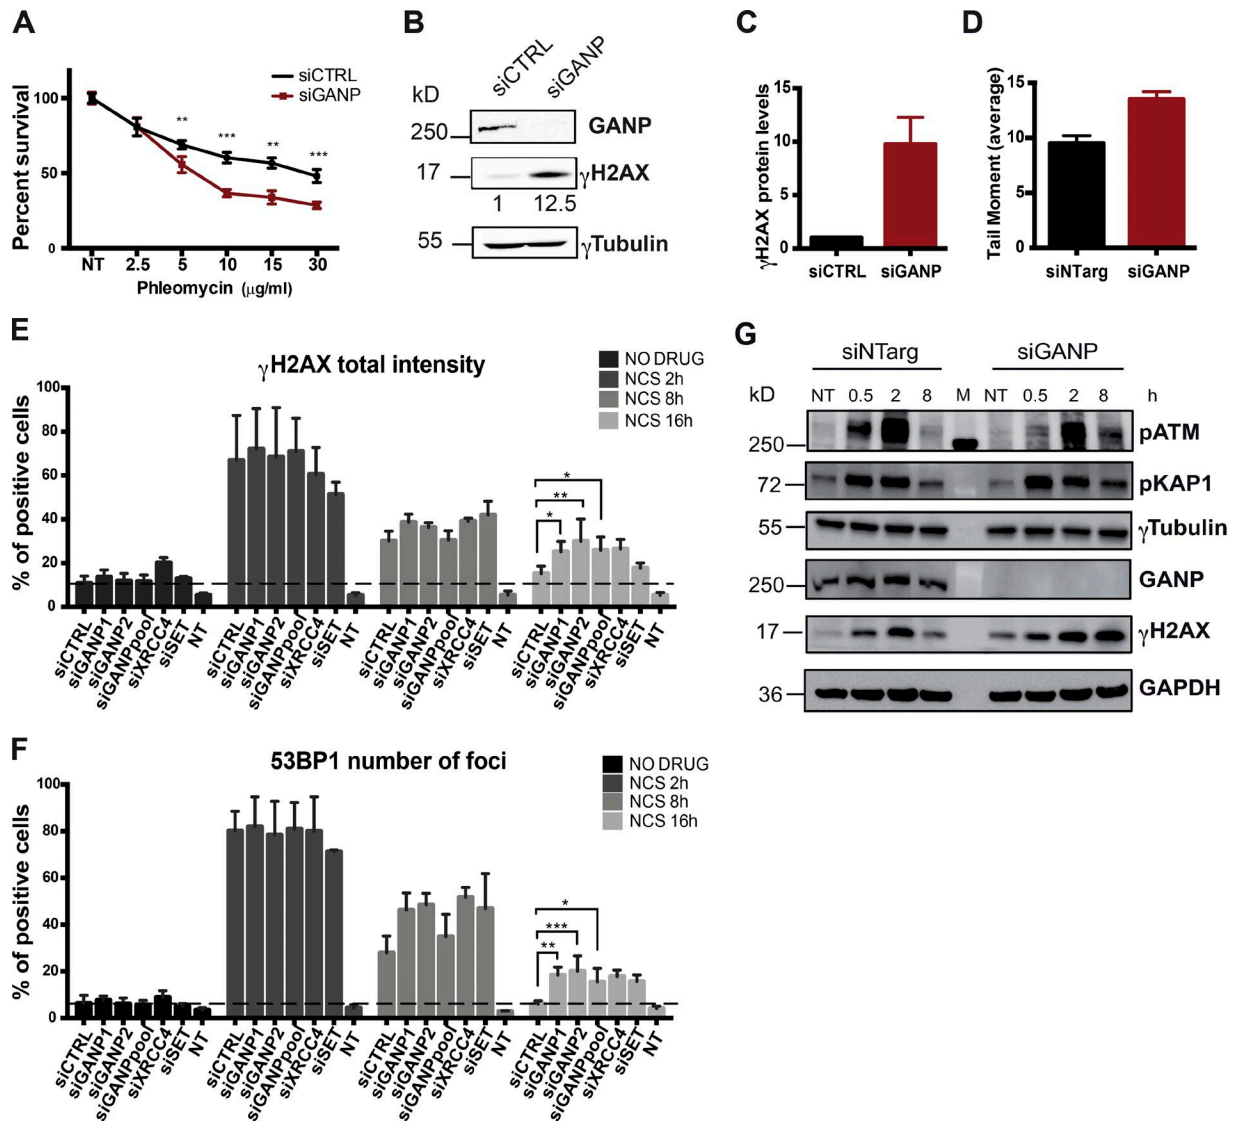 A
siCTRL
siGANP
Percent survival
100
50
0
**
***
**
***
NT 2.5 5 10 15 30
Phleomycin (μg/ml)
B
siCTRL siGANP
kD
250 GANP
17 γH2AX
1 12.5
55 γTubulin
C
γH2AX protein levels
15
10
5
0
siCTRL siGANP
D
Tail Moment (average)
15
10
5
0
siNTarg siGANP
E
γH2AX total intensity
NO DRUG
NCS 2h
NCS 8h
NCS 16h
% of positive cells
100
80
60
40
20
0
*
**
*
siCTRL siGANP1 siGANP2 siGANPpool siXRCC4 siSET NT siCTRL siGANP1 siGANP2 siGANPpool siXRCC4 siSET NT siCTRL siGANP1 siGANP2 siGANPpool siXRCC4 siSET NT siCTRL siGANP1 siGANP2 siGANPpool siXRCC4 siSET NT
F
53BP1 number of foci
NO DRUG
NCS 2h
NCS 8h
NCS 16h
% of positive cells
100
80
60
40
20
0
*
***
**
siCTRL siGANP1 siGANP2 siGANPpool siXRCC4 siSET NT siCTRL siGANP1 siGANP2 siGANPpool siXRCC4 siSET NT siCTRL siGANP1 siGANP2 siGANPpool siXRCC4 siSET NT siCTRL siGANP1 siGANP2 siGANPpool siXRCC4 siSET NT
G
siNTarg siGANP
kD NT 0.5 2 8 M NT 0.5 2 8 h
250 pATM
72 pKAP1
55 γTubulin
250 GANP
17 γH2AX
36 GAPDH